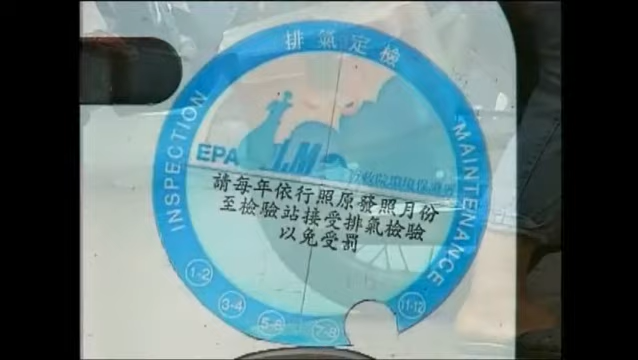 排氣定檢
INSPECTION
MAINTENANCE
EPA I.M
行政院環境保護署
請每年依行照原發照月份
至檢驗站接受排氣檢驗
以免受罰
1-2
3-4
5-6
7-8
11-12